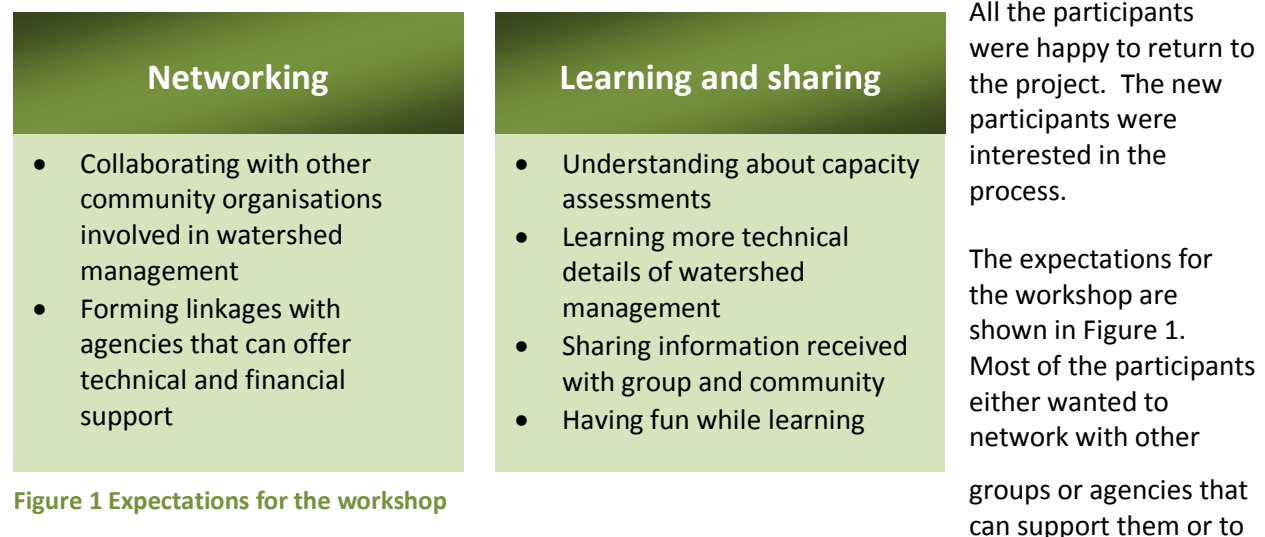 Networking
• Collaborating with other
community organisations
involved in watershed
management
• Forming linkages with
agencies that can offer
technical and financial
support
Learning and sharing
• Understanding about capacity
assessments
• Learning more technical
details of watershed
management
• Sharing information received
with group and community
• Having fun while learning
Figure 1 Expectations for the workshop
All the participants
were happy to return to
the project.  The new
participants were
interested in the
process.
The expectations for
the workshop are
shown in Figure 1.
Most of the participants
either wanted to
network with other
groups or agencies that
can support them or to